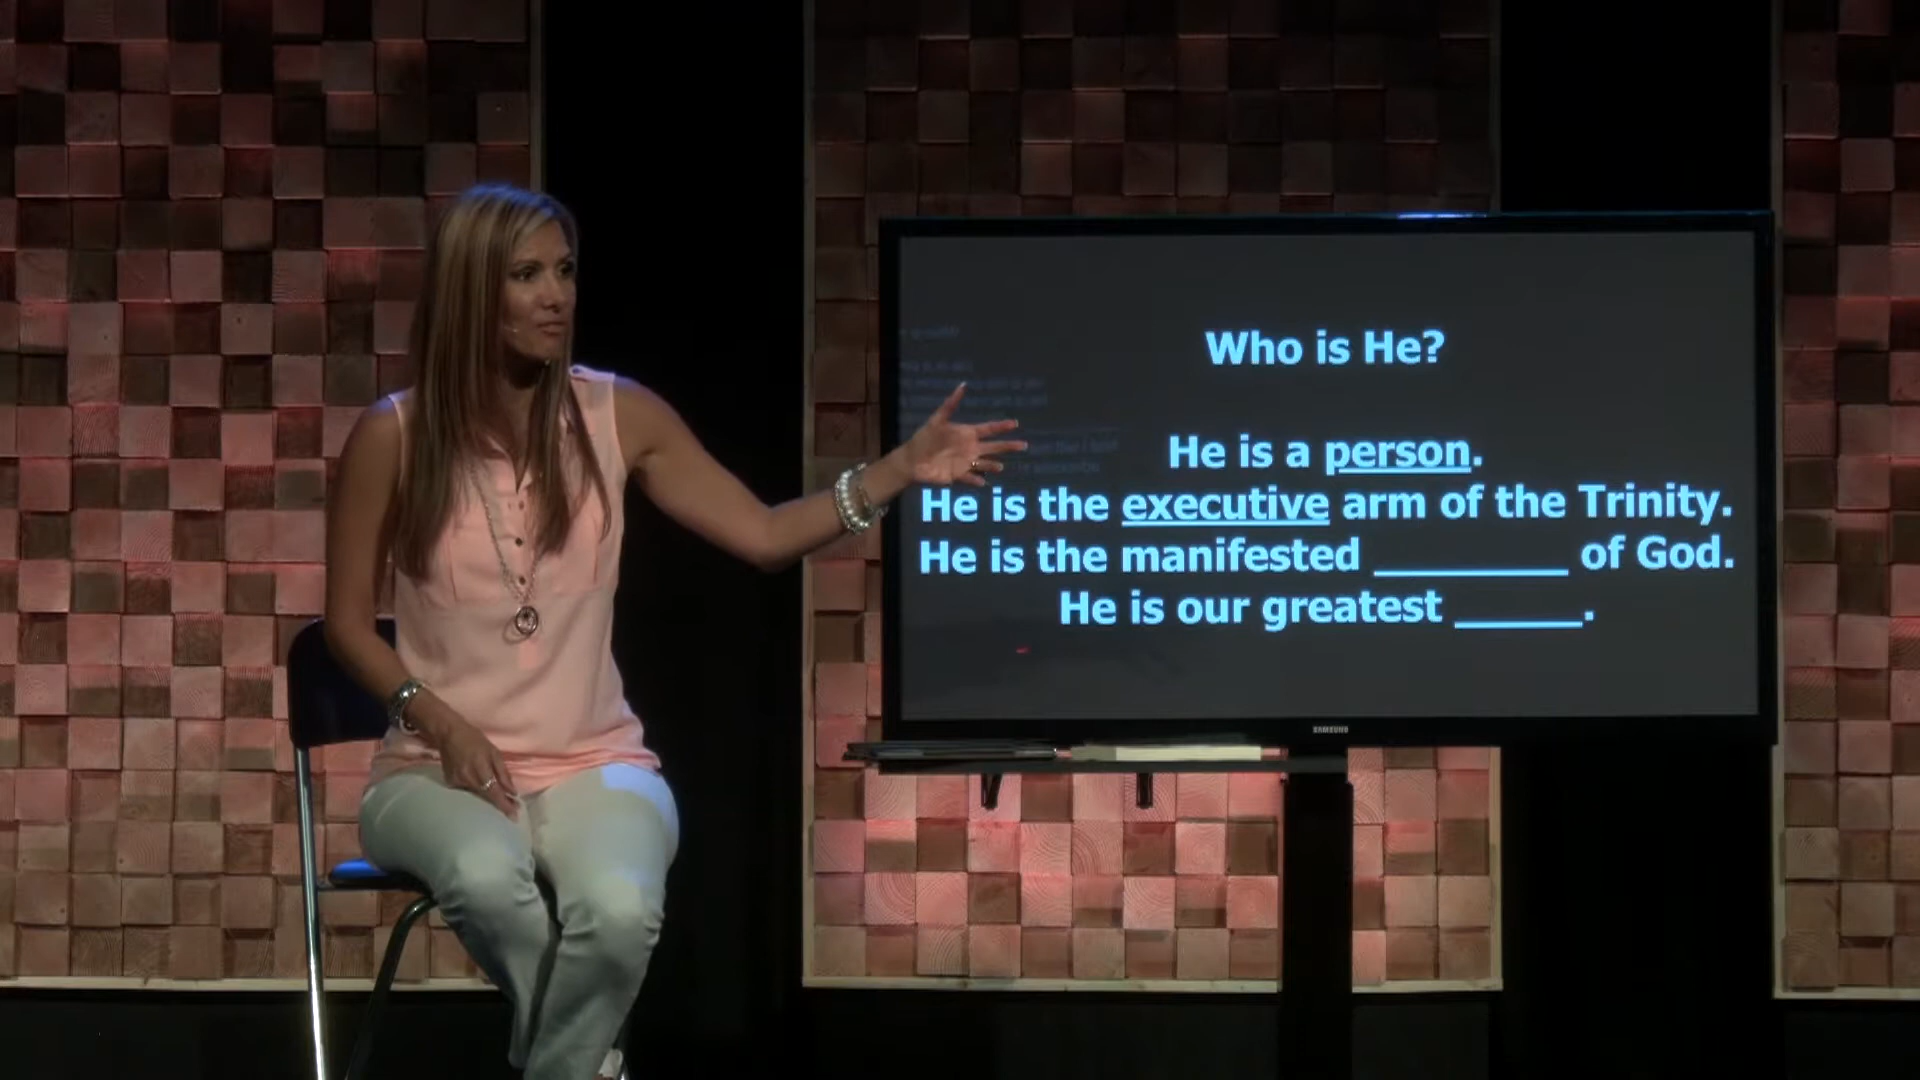 Who is He?
He is a person.
He is the executive arm of the Trinity.
He is the manifested ________ of God.
He is our greatest ______.
SAMSUNG